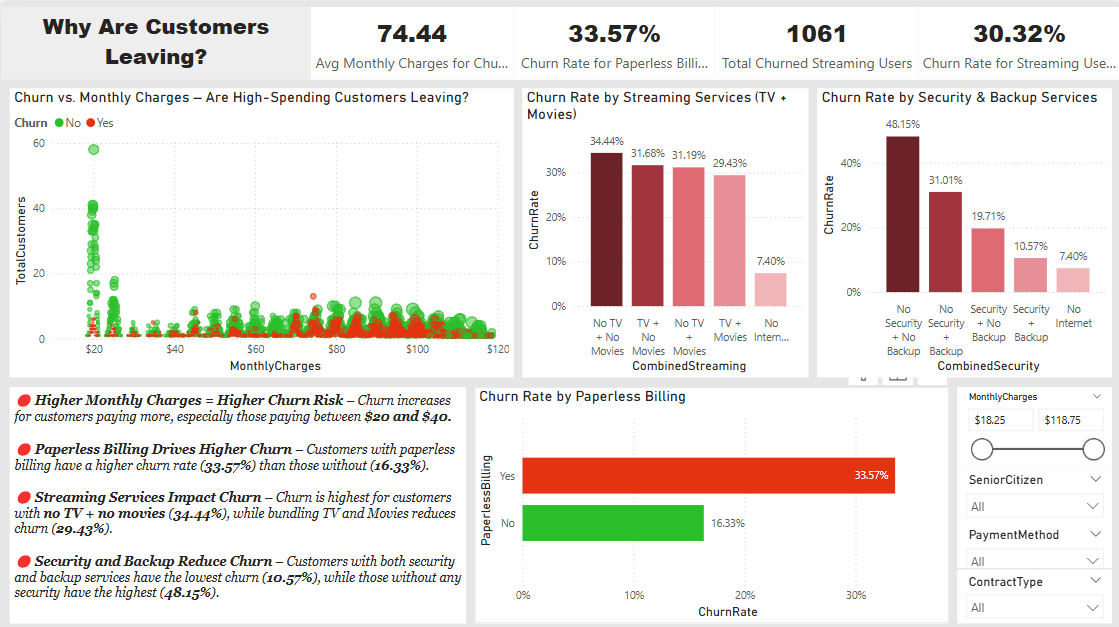 Why Are Customers
Leaving?
74.44
Avg Monthly Charges for Chu...
33.57%
Churn Rate for Paperless Billi...
1061
Total Churned Streaming Users
30.32%
Churn Rate for Streaming Use...
Churn vs. Monthly Charges – Are High-Spending Customers Leaving?
Churn No Yes
60
40
20
0
TotalCustomers
$20 $40 $60 $80 $100 $120
MonthlyCharges
Churn Rate by Streaming Services (TV +
Movies)
34.44% 31.68% 31.19% 29.43% 7.40%
30%
20%
10%
0%
ChurnRate
No TV + No Movies
TV + No Movies
No TV + Movies
TV + Movies
No Intern...
CombinedStreaming
Churn Rate by Security & Backup Services
48.15% 31.01% 19.71% 10.57% 7.40%
40%
20%
0%
ChurnRate
No Security + No Backup
No Security + Backup
Security + No Backup
Security + Backup
No Internet
CombinedSecurity
Higher Monthly Charges = Higher Churn Risk – Churn increases
for customers paying more, especially those paying between $20 and $40.
Paperless Billing Drives Higher Churn – Customers with paperless
billing have a higher churn rate (33.57%) than those without (16.33%).
Streaming Services Impact Churn – Churn is highest for customers
with no TV + no movies (34.44%), while bundling TV and Movies reduces
churn (29.43%).
Security and Backup Reduce Churn – Customers with both security
and backup services have the lowest churn (10.57%), while those without any
security have the highest (48.15%).
Churn Rate by Paperless Billing
PaperlessBilling
Yes 33.57%
No 16.33%
0% 10% 20% 30%
ChurnRate
MonthlyCharges
$18.25 $118.75
SeniorCitizen
All
PaymentMethod
All
ContractType
All